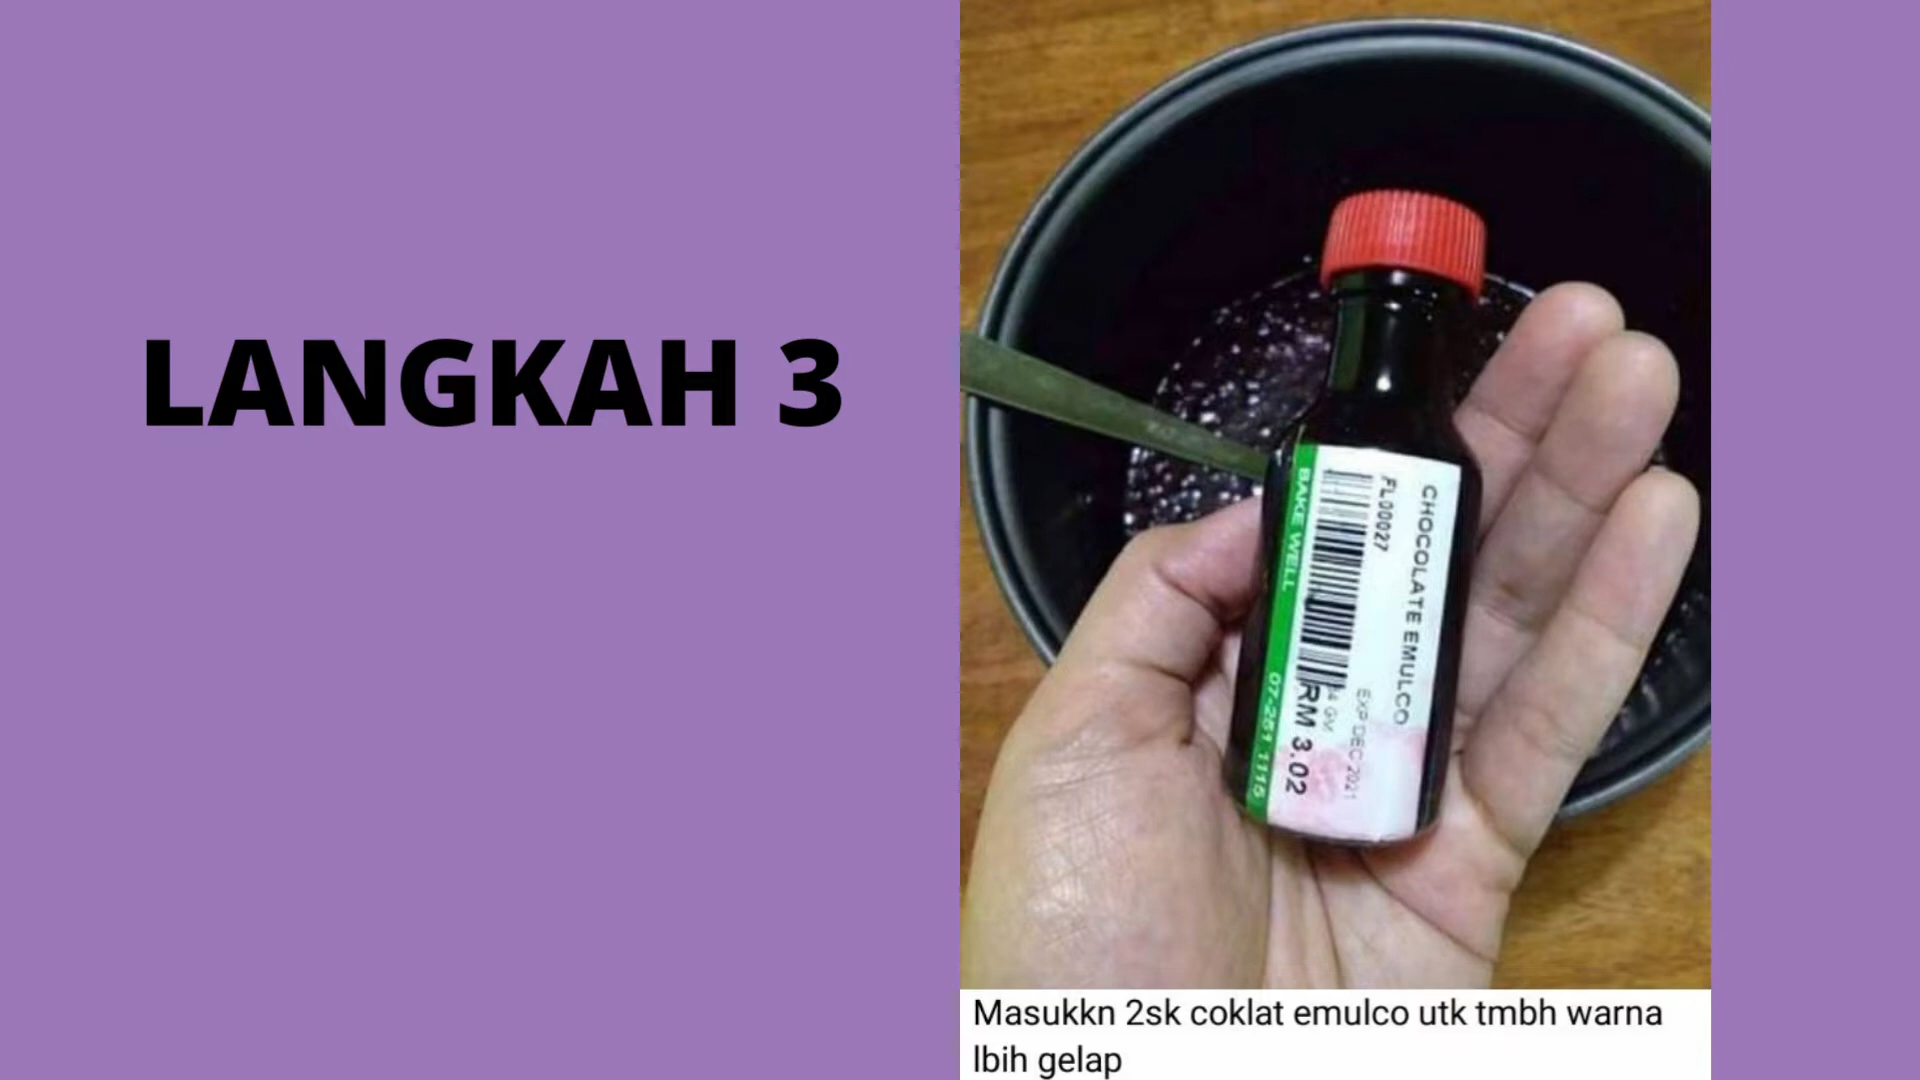 LANGKAH 3
CHOCOLATE EMULCO
FL00027
EXP DEC 2021
RM 3.02
BAKE WELL 07-251 1115
Masukkn 2sk coklat emulco utk tmbh warna
lbih gelap